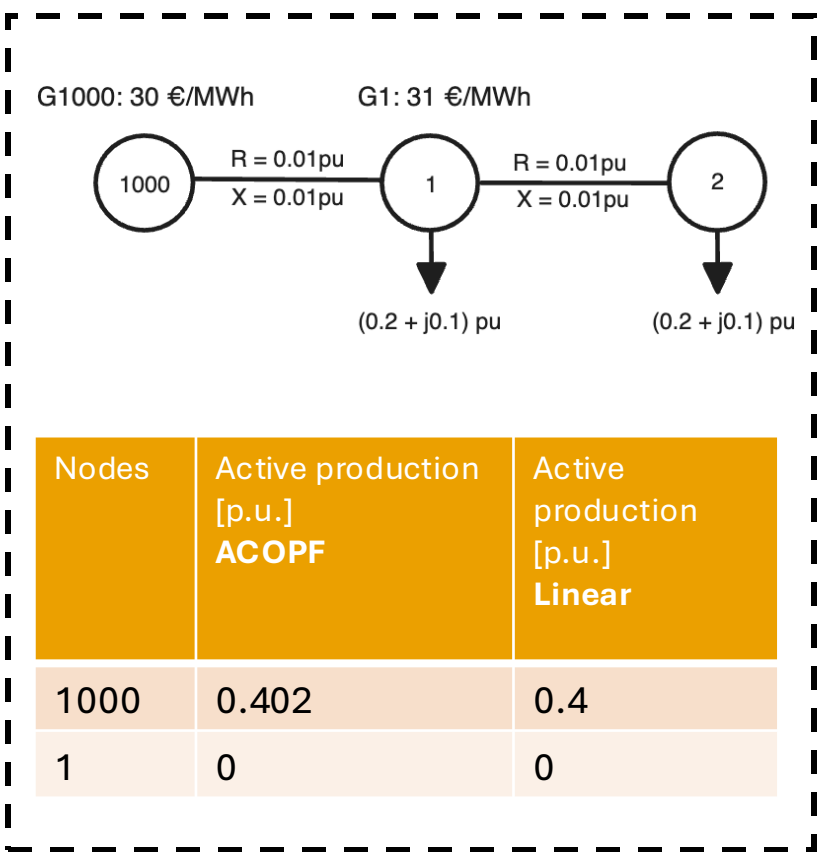 G1000: 30 €/MWh
G1: 31 €/MWh
1000
R = 0.01pu
X = 0.01pu
1
R = 0.01pu
X = 0.01pu
2
(0.2 + j0.1) pu
(0.2 + j0.1) pu
Nodes
Active production
[p.u.]
ACOPF
Active
production
[p.u.]
Linear
1000
0.402
0.4
1
0
0